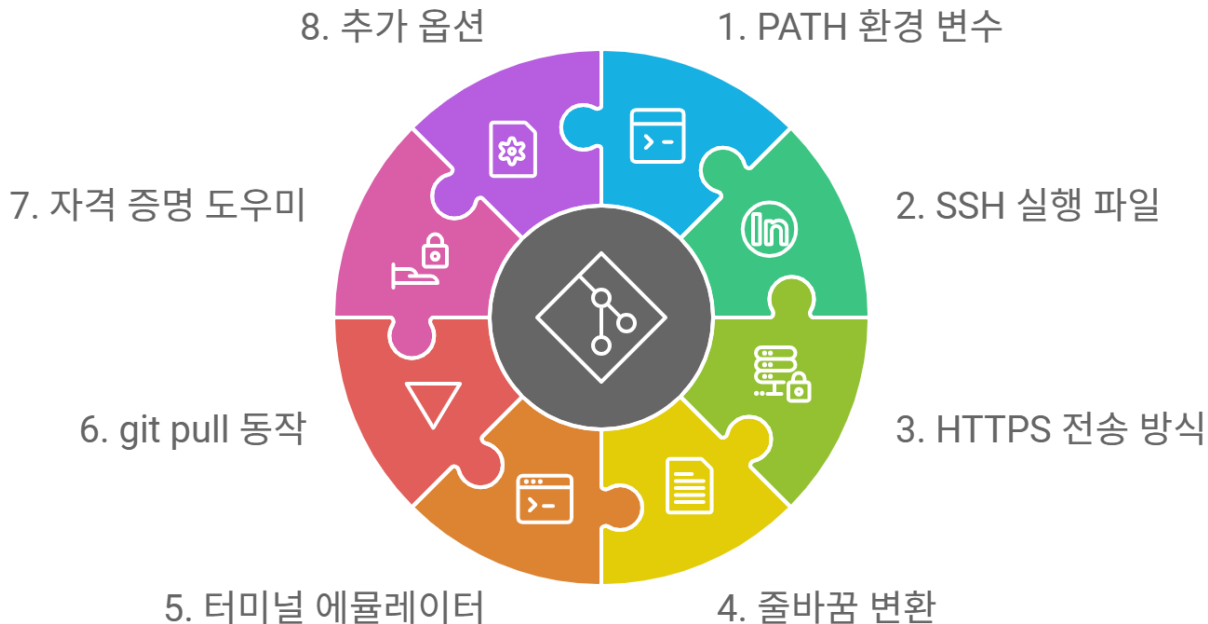 8. 추가 옵션
1. PATH 환경 변수
7. 자격 증명 도우미
2. SSH 실행 파일
In
6. git pull 동작
3. HTTPS 전송 방식
5. 터미널 에뮬레이터
4. 줄바꿈 변환